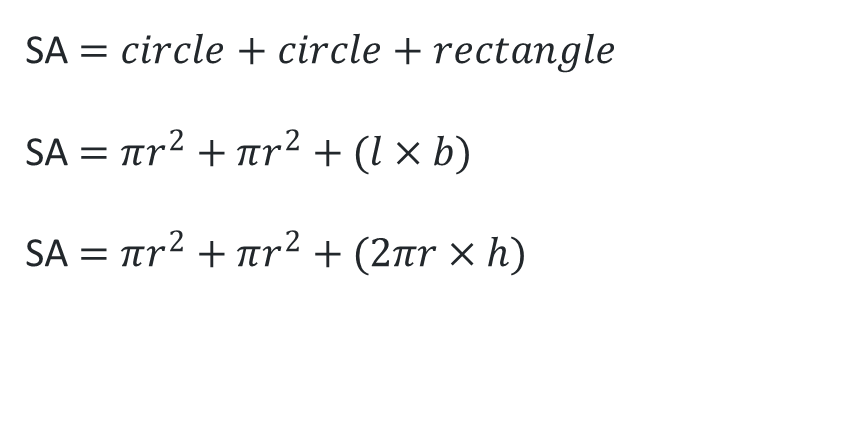 SA = circle + circle + rectangle
SA = πr² + πr² + (l × b)
SA = πr² + πr² + (2πr × h)